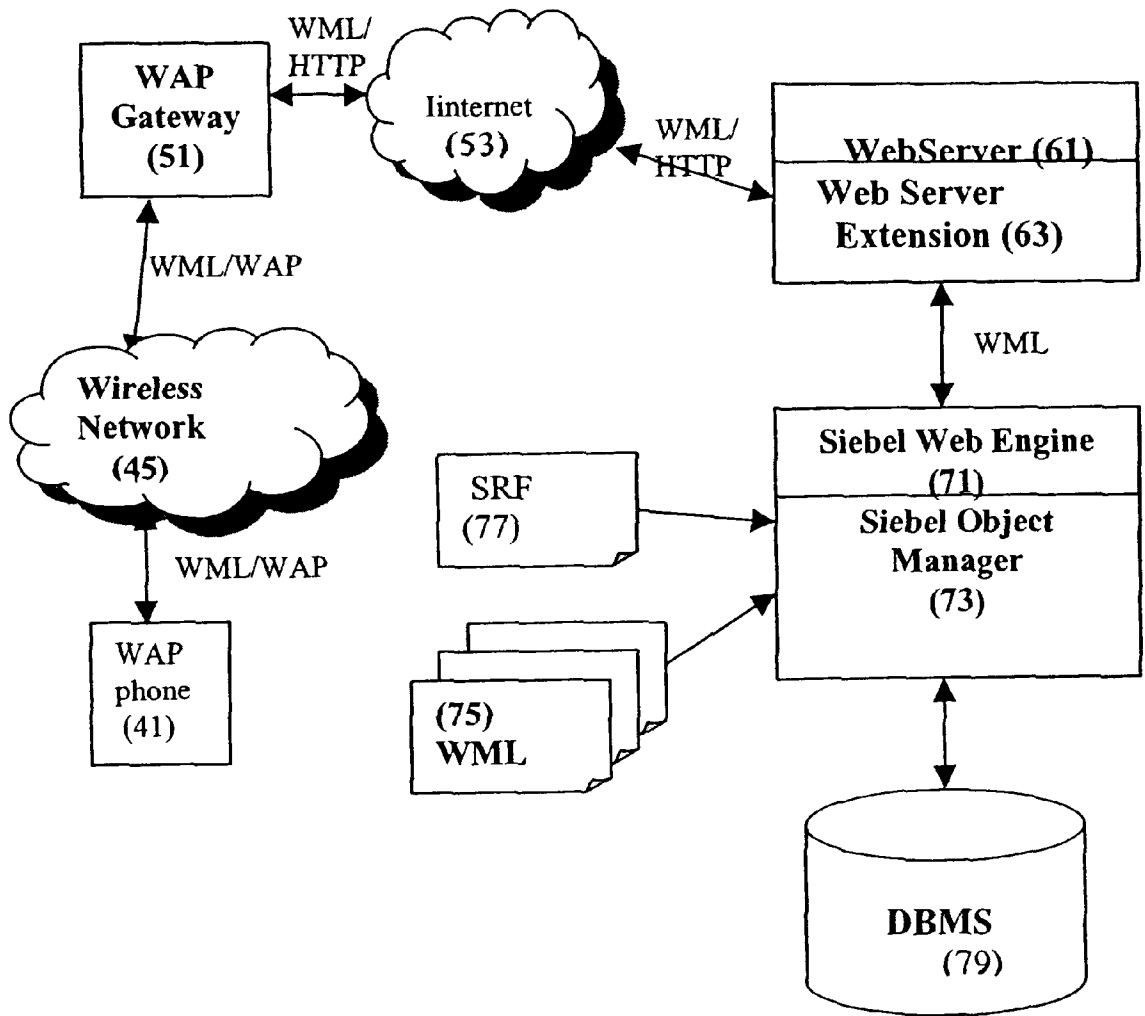 WAP
Gateway
(51)
WML/
HTTP
Iinternet
(53)
WML/
HTTP
WebServer (61)
Web Server
Extension (63)
WML/WAP
WML
Wireless
Network
(45)
Siebel Web Engine
(71)
SRF
(77)
Siebel Object
Manager
(73)
WML/WAP
WAP
phone
(41)
(75)
WML
DBMS
(79)